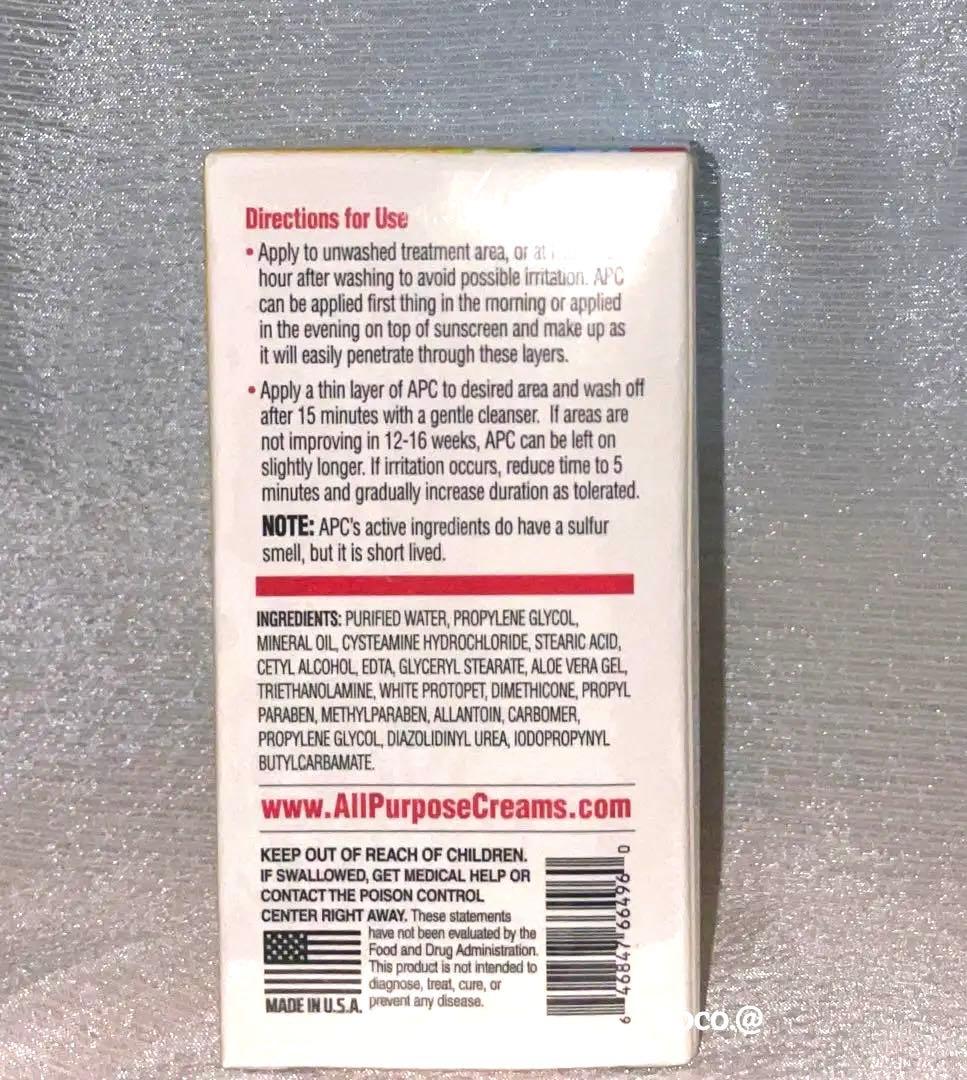 Directions for Use
• Apply to unwashed treatment area, or at
hour after washing to avoid possible irritation. APC
can be applied first thing in the morning or applied
in the evening on top of sunscreen and make up as
it will easily penetrate through these layers.
• Apply a thin layer of APC to desired area and wash off
after 15 minutes with a gentle cleanser. If areas are
not improving in 12-16 weeks, APC can be left on
slightly longer. If irritation occurs, reduce time to 5
minutes and gradually increase duration as tolerated.
NOTE: APC's active ingredients do have a sulfur
smell, but it is short lived.
INGREDIENTS: PURIFIED WATER, PROPYLENE GLYCOL,
MINERAL OIL, CYSTEAMINE HYDROCHLORIDE, STEARIC ACID,
CETYL ALCOHOL, EDTA, GLYCERYL STEARATE, ALOE VERA GEL,
TRIETHANOLAMINE, WHITE PROTOPET, DIMETHICONE, PROPYL
PARABEN, METHYLPARABEN, ALLANTOIN, CARBOMER,
PROPYLENE GLYCOL, DIAZOLIDINYL UREA, IODOPROPYNYL
BUTYLCARBAMATE.
www.AllPurposeCreams.com
KEEP OUT OF REACH OF CHILDREN.
IF SWALLOWED, GET MEDICAL HELP OR
CONTACT THE POISON CONTROL
CENTER RIGHT AWAY. These statements
have not been evaluated by the
Food and Drug Administration.
This product is not intended to
diagnose, treat, cure, or
prevent any disease.
MADE IN U.S.A.
6 46847 66496 0